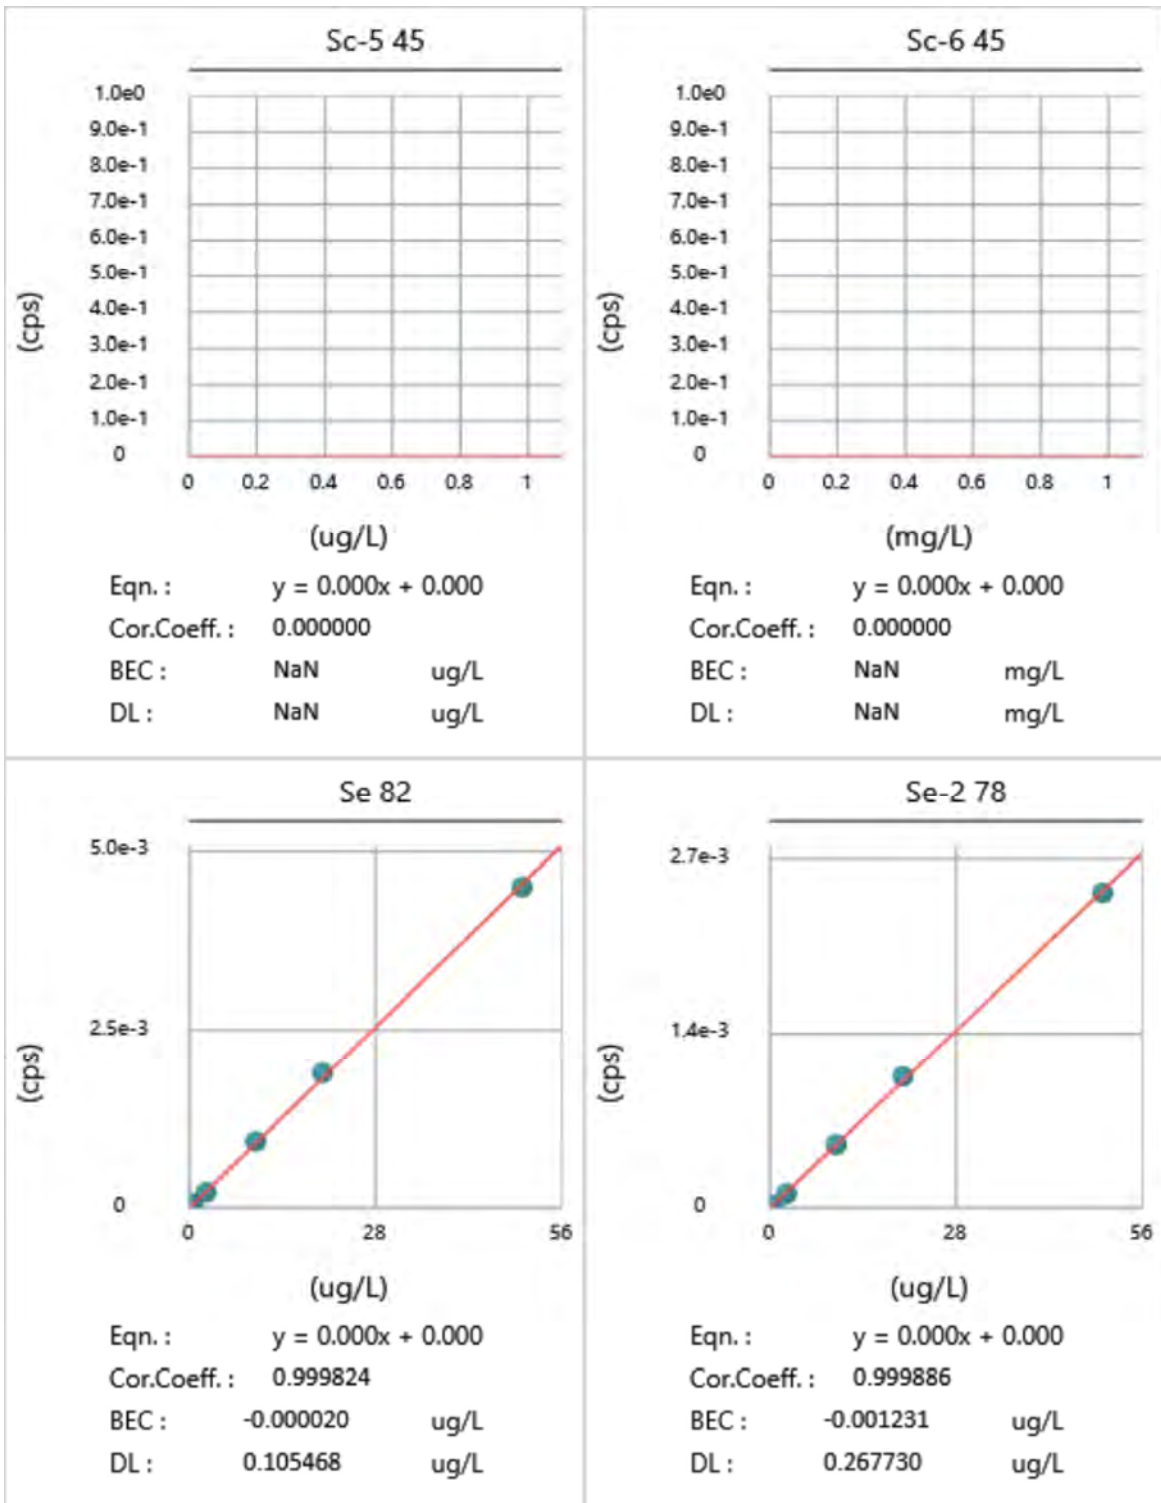 Sc-5 45
1.0e0
9.0e-1
8.0e-1
7.0e-1
6.0e-1
5.0e-1
4.0e-1
3.0e-1
2.0e-1
1.0e-1
0
(cps)
0 0.2 0.4 0.6 0.8 1
(ug/L)
Eqn. : y = 0.000x + 0.000
Cor.Coeff. : 0.000000
BEC : NaN ug/L
DL : NaN ug/L
Sc-6 45
1.0e0
9.0e-1
8.0e-1
7.0e-1
6.0e-1
5.0e-1
4.0e-1
3.0e-1
2.0e-1
1.0e-1
0
(cps)
0 0.2 0.4 0.6 0.8 1
(mg/L)
Eqn. : y = 0.000x + 0.000
Cor.Coeff. : 0.000000
BEC : NaN mg/L
DL : NaN mg/L
Se 82
5.0e-3
2.5e-3
0
(cps)
0 28 56
(ug/L)
Eqn. : y = 0.000x + 0.000
Cor.Coeff. : 0.999824
BEC : -0.000020 ug/L
DL : 0.105468 ug/L
Se-2 78
2.7e-3
1.4e-3
0
(cps)
0 28 56
(ug/L)
Eqn. : y = 0.000x + 0.000
Cor.Coeff. : 0.999886
BEC : -0.001231 ug/L
DL : 0.267730 ug/L